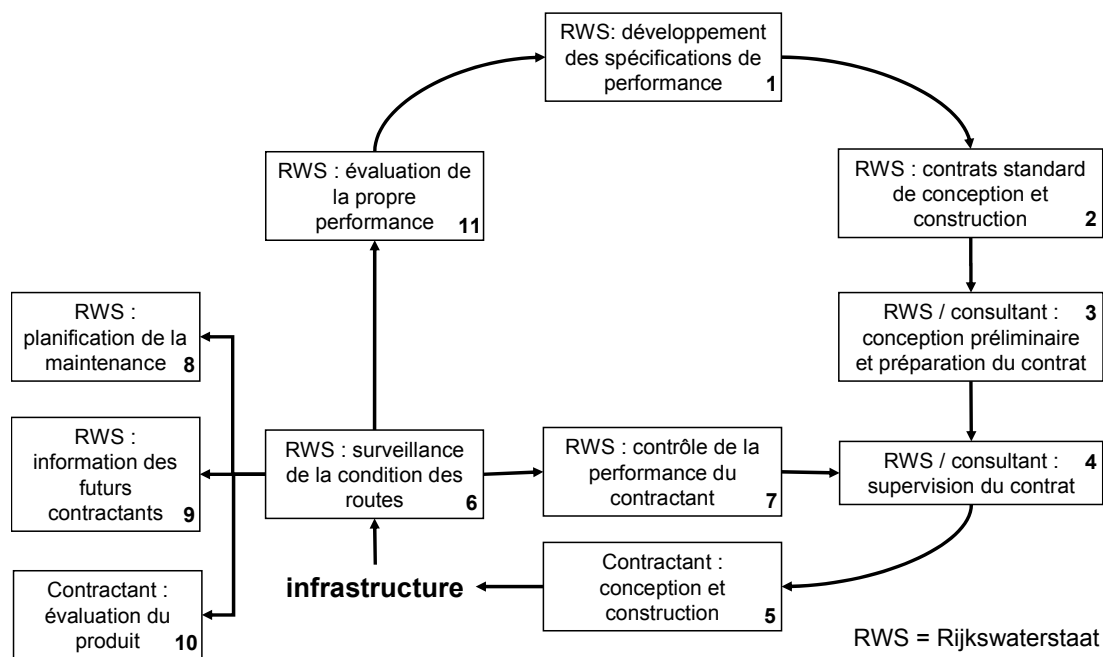 RWS: développement
des spécifications de
performance
1
RWS : contrats standard
de conception et
construction
2
RWS / consultant :
3
conception préliminaire
et préparation du contrat
RWS / consultant :
4
supervision du contrat
Contractant :
conception et
construction
5
infrastructure
RWS : surveillance
de la condition des
routes
6
RWS : contrôle de la
performance du
contractant
7
RWS :
planification de la
maintenance
8
RWS :
information des
futurs
contractants
9
Contractant :
évaluation du
produit
10
RWS : évaluation de
la propre
performance
11
RWS = Rijkswaterstaat